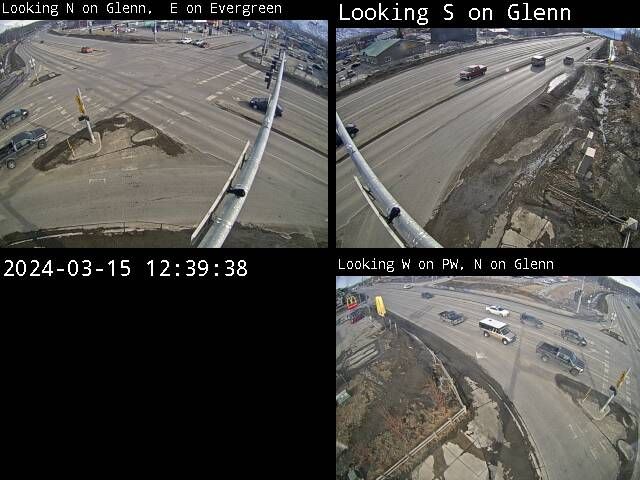 Looking N on Glenn, E on Evergreen
Looking S on Glenn
2024-03-15 12:39:38
Looking W on PW, N on Glenn